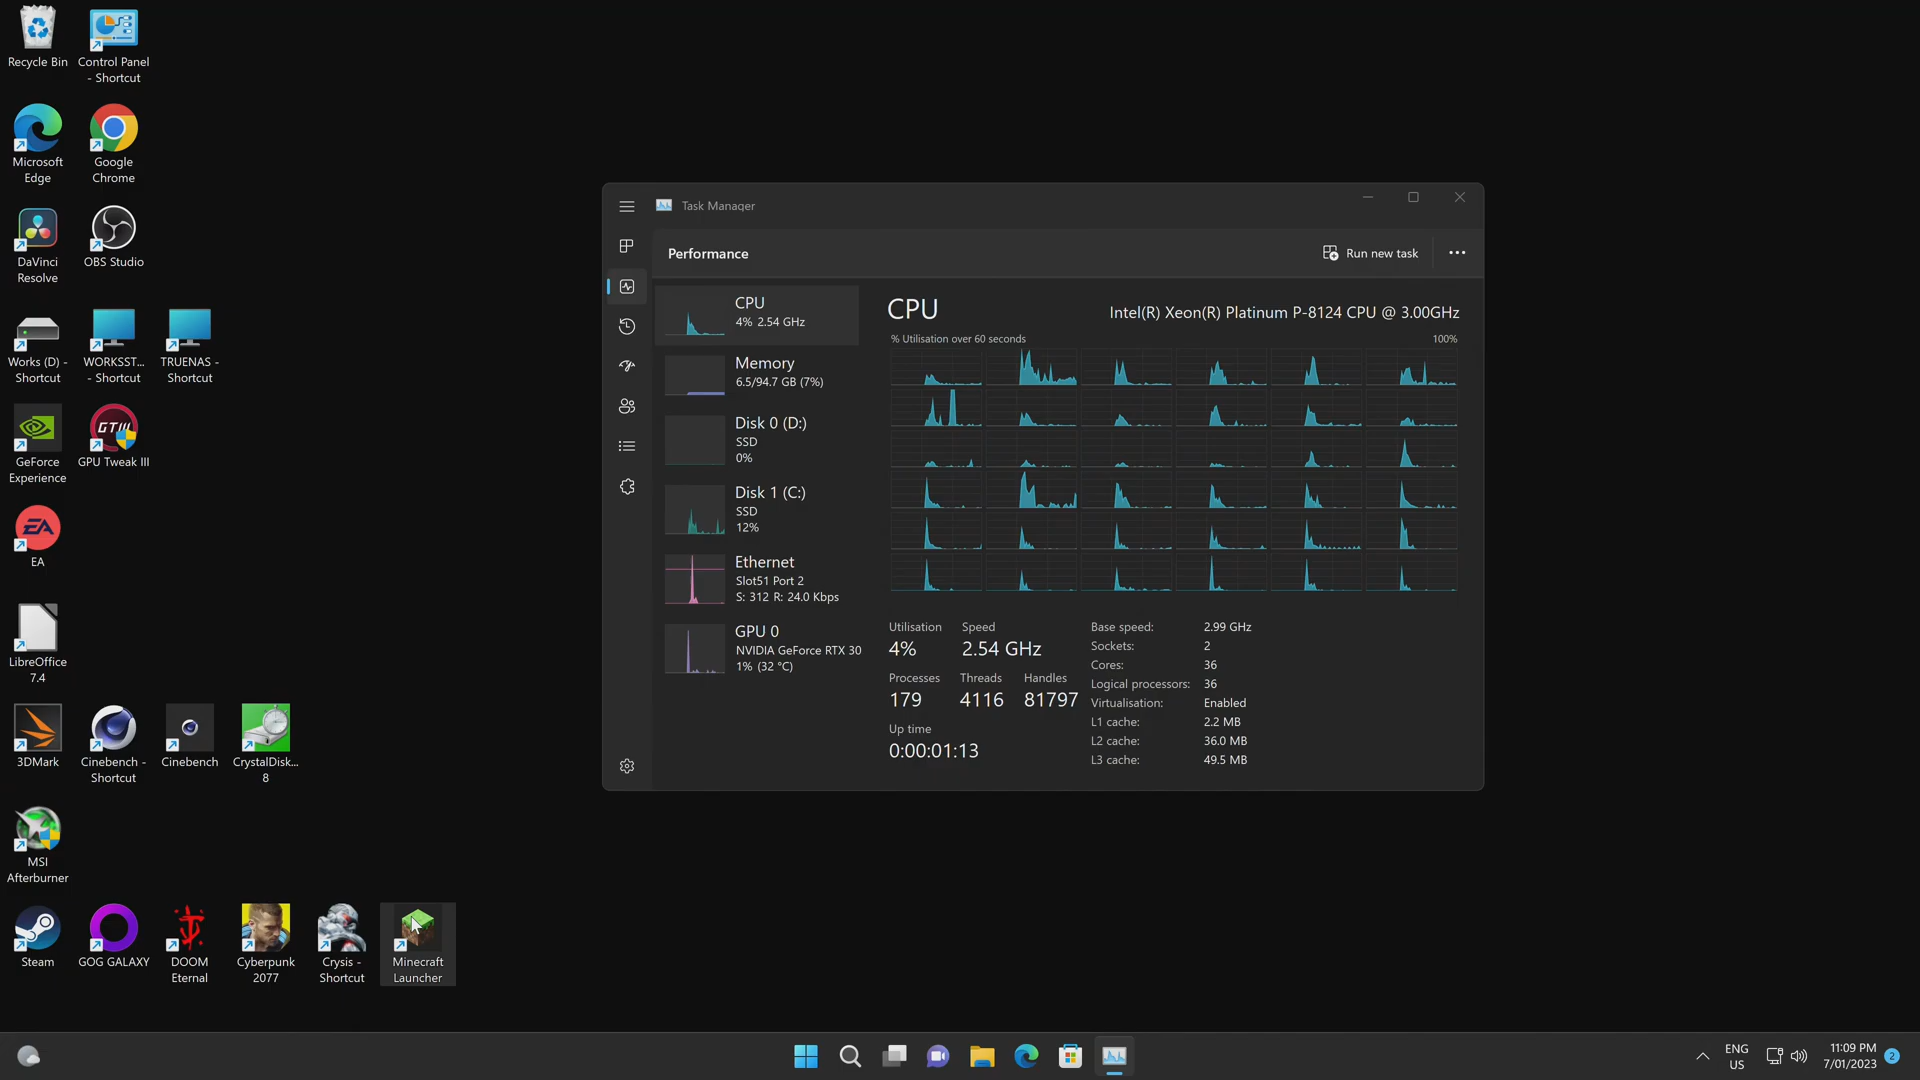 Recycle Bin
Control Panel
- Shortcut
Microsoft
Edge
Google
Chrome
DaVinci
Resolve
OBS Studio
Works (D) -
Shortcut
WORKSST...
- Shortcut
TRUENAS -
Shortcut
GeForce
Experience
GTIII
GPU Tweak III
EA
EA
LibreOffice
7.4
3DMark
Cinebench -
Shortcut
Cinebench
CrystalDisk...
8
MSI
Afterburner
Steam
GOG GALAXY
DOOM
Eternal
Cyberpunk
2077
Crysis -
Shortcut
Minecraft
Launcher
Task Manager
Performance
Run new task
CPU
4% 2.54 GHz
Memory
6.5/94.7 GB (7%)
Disk 0 (D:)
SSD
0%
Disk 1 (C:)
SSD
12%
Ethernet
Slot51 Port 2
S: 312 R: 24.0 Kbps
GPU 0
NVIDIA GeForce RTX 30
1% (32 °C)
CPU
Intel(R) Xeon(R) Platinum P-8124 CPU @ 3.00GHz
% Utilisation over 60 seconds
100%
Utilisation
4%
Speed
2.54 GHz
Processes
179
Threads
4116
Handles
81797
Up time
0:00:01:13
Base speed: 2.99 GHz
Sockets: 2
Cores: 36
Logical processors: 36
Virtualisation: Enabled
L1 cache: 2.2 MB
L2 cache: 36.0 MB
L3 cache: 49.5 MB
ENG
US
11:09 PM
7/01/2023
2